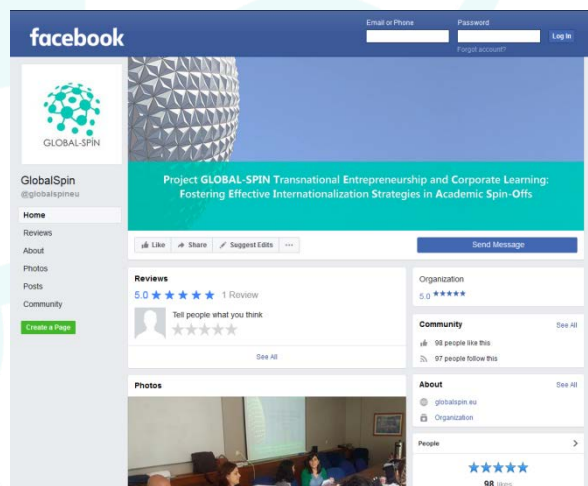 facebook
Email or Phone
Password
Log In
Forgot account?
GLOBAL-SPIN
GlobalSpin
@globalspineu
Home
Reviews
About
Photos
Posts
Community
Create a Page
Project GLOBAL-SPIN Transnational Entrepreneurship and Corporate Learning:
Fostering Effective Internationalization Strategies in Academic Spin-Offs
Like
Share
Suggest Edits
Send Message
Reviews
5.0 ★★★★★ 1 Review
Tell people what you think
See All
Photos
Organization
5.0 ★★★★★
Community
See All
98 people like this
97 people follow this
About
See All
globalspin.eu
Organization
People
98 likes